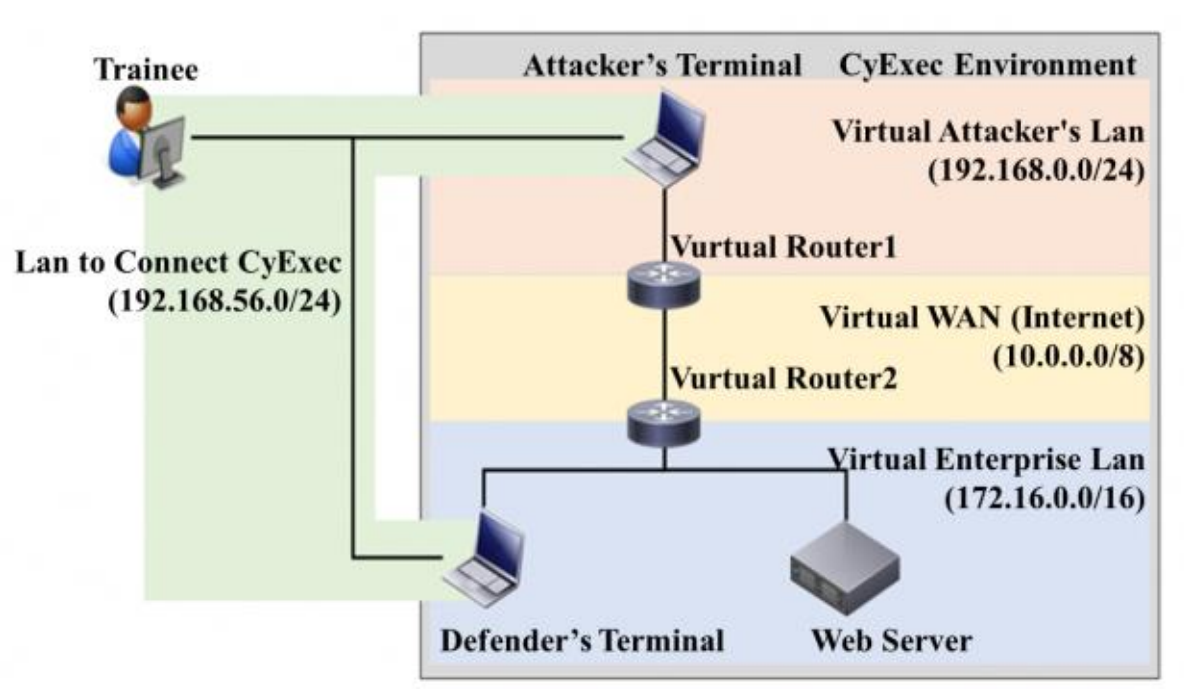 Trainee
Attacker's Terminal
CyExec Environment
Virtual Attacker's Lan
(192.168.0.0/24)
Vurtual Router1
Lan to Connect CyExec
(192.168.56.0/24)
Virtual WAN (Internet)
(10.0.0.0/8)
Vurtual Router2
Virtual Enterprise Lan
(172.16.0.0/16)
Defender's Terminal
Web Server